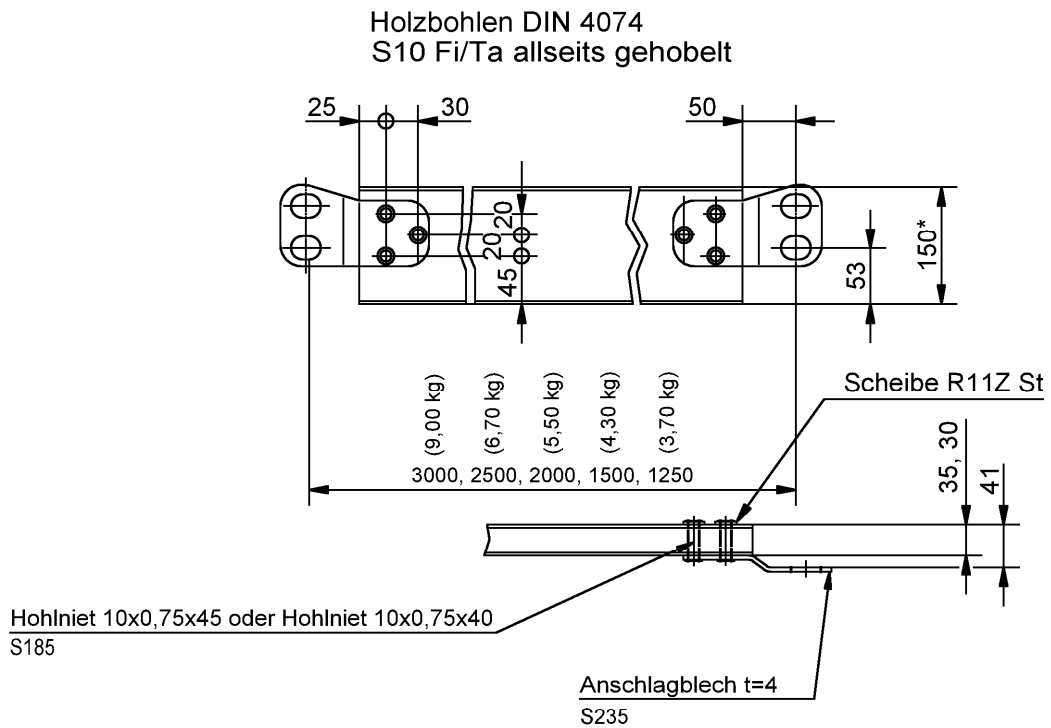 Holzbohlen DIN 4074
S10 Fi/Ta allseits gehobelt
25
30
50
20
20
45
53
150*
(9,00 kg)
(6,70 kg)
(5,50 kg)
(4,30 kg)
(3,70 kg)
3000, 2500, 2000, 1500, 1250
Scheibe R11Z St
35, 30
41
Hohlniet 10x0,75x45 oder Hohlniet 10x0,75x40
S185
Anschlagblech t=4
S235